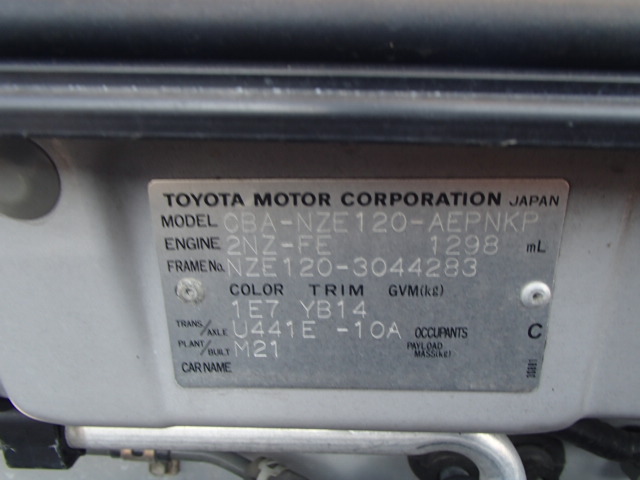 TOYOTA MOTOR CORPORATION JAPAN
MODEL CBA-NZE120-AEPNKP
ENGINE 2NZ-FE 1298 mL
FRAME No. NZE120-3044283
COLOR TRIM GVM(kg)
1E7 YB14
TRANS/AXLE U441E -10A OCCUPANTS C
PLANT/BUILT M21 PAYLOAD MASS(kg)
CAR NAME